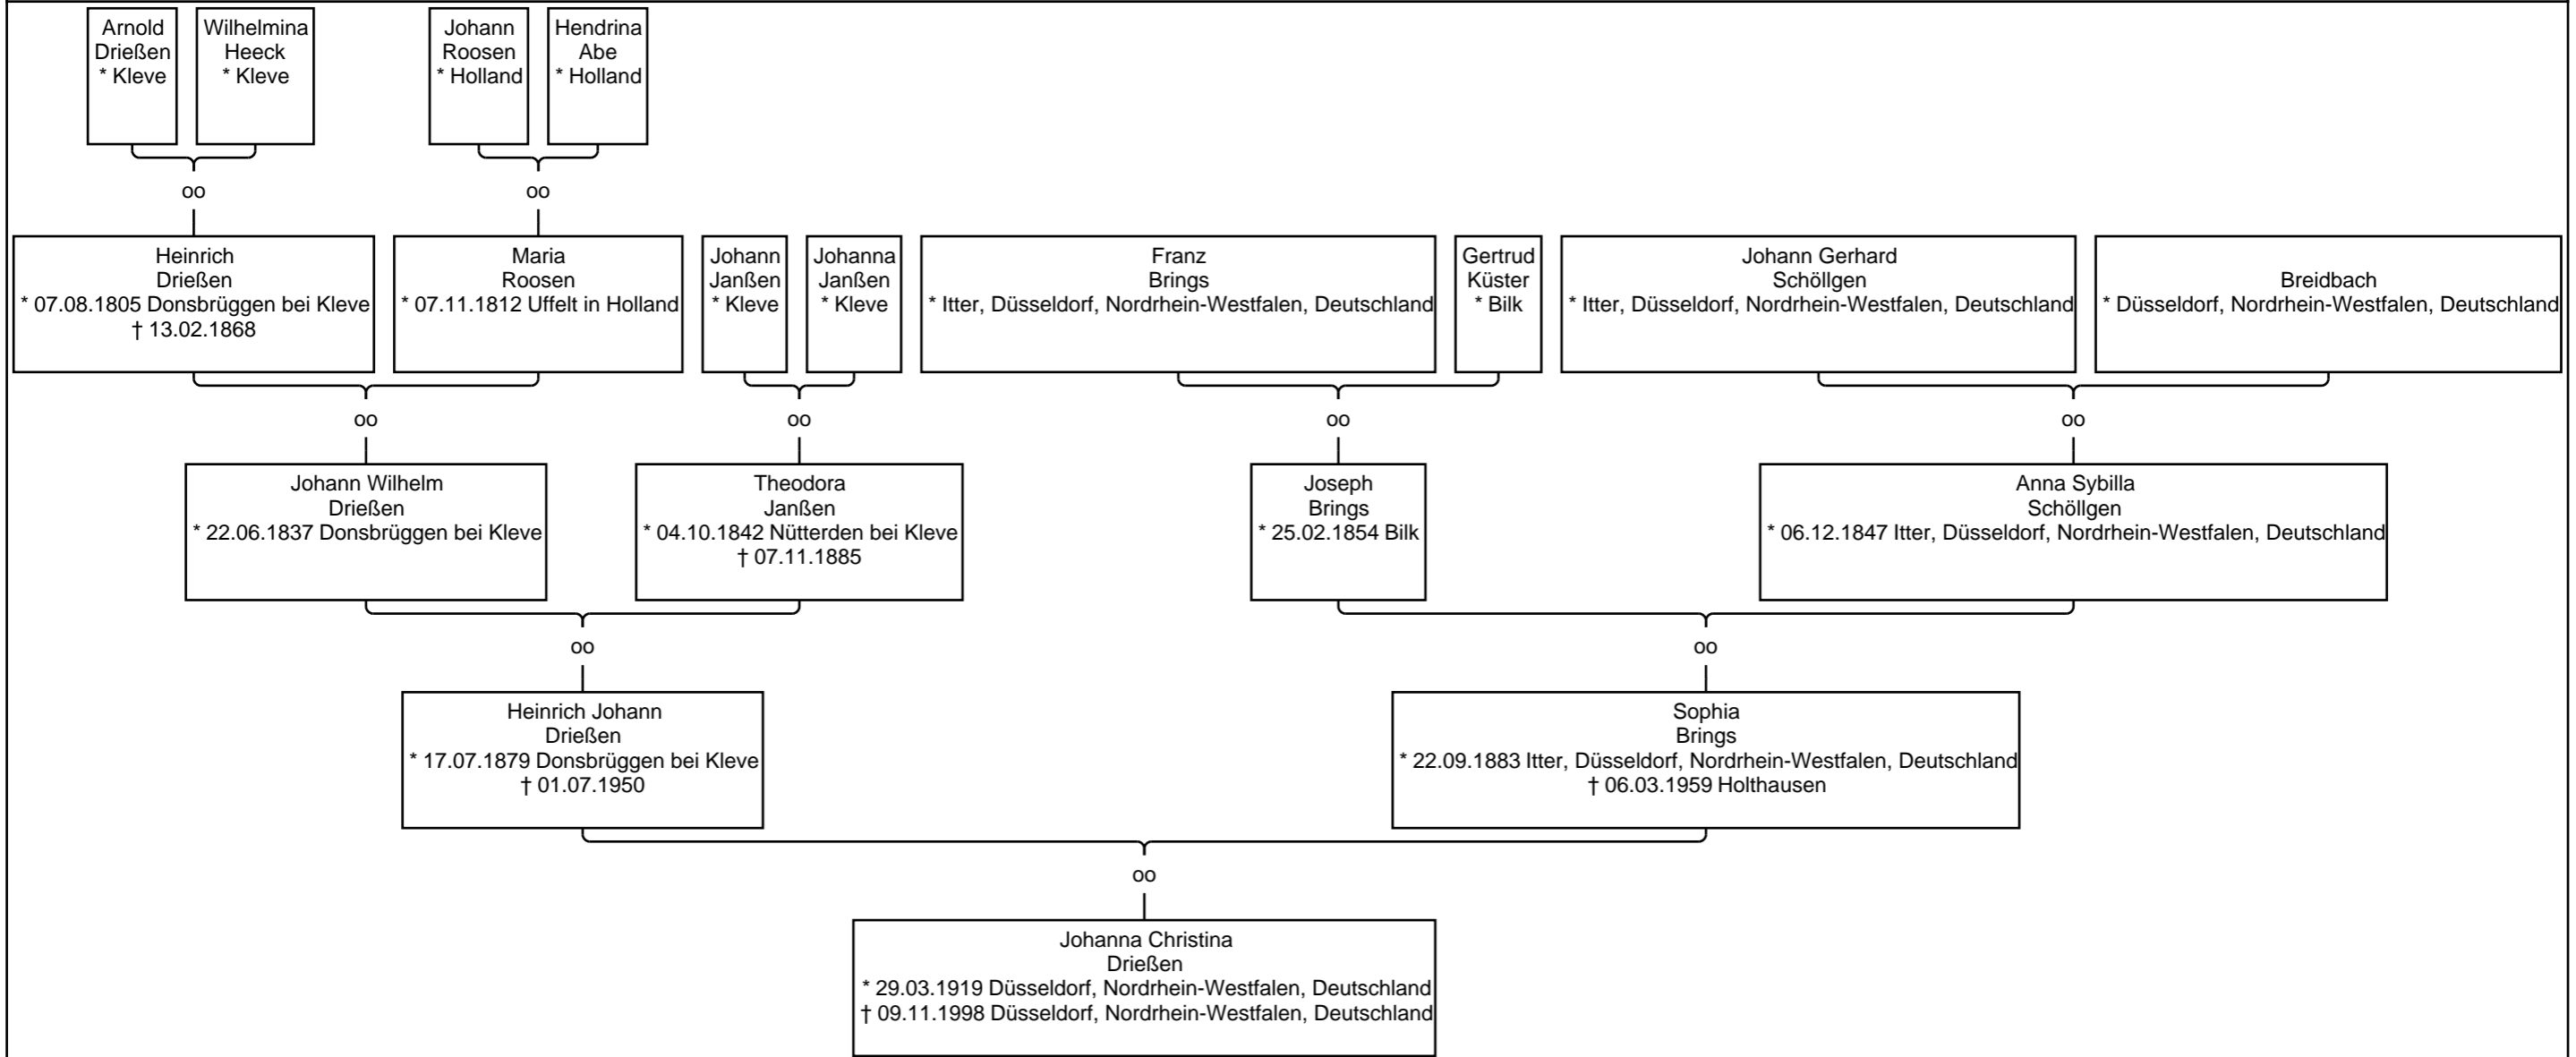 Arnold
Drießen
* Kleve
Wilhelmina
Heeck
* Kleve
Johann
Roosen
* Holland
Hendrina
Abe
* Holland
oo
oo
Heinrich
Drießen
* 07.08.1805 Donsbrüggen bei Kleve
† 13.02.1868
Maria
Roosen
* 07.11.1812 Uffelt in Holland
Johann
Janßen
* Kleve
Johanna
Janßen
* Kleve
Franz
Brings
* Itter, Düsseldorf, Nordrhein-Westfalen, Deutschland
Gertrud
Küster
* Bilk
Johann Gerhard
Schöllgen
* Itter, Düsseldorf, Nordrhein-Westfalen, Deutschland
Breidbach
* Düsseldorf, Nordrhein-Westfalen, Deutschland
oo
oo
oo
oo
Johann Wilhelm
Drießen
* 22.06.1837 Donsbrüggen bei Kleve
Theodora
Janßen
* 04.10.1842 Nütterden bei Kleve
† 07.11.1885
Joseph
Brings
* 25.02.1854 Bilk
Anna Sybilla
Schöllgen
* 06.12.1847 Itter, Düsseldorf, Nordrhein-Westfalen, Deutschland
oo
oo
Heinrich Johann
Drießen
* 17.07.1879 Donsbrüggen bei Kleve
† 01.07.1950
Sophia
Brings
* 22.09.1883 Itter, Düsseldorf, Nordrhein-Westfalen, Deutschland
† 06.03.1959 Holthausen
oo
Johanna Christina
Drießen
* 29.03.1919 Düsseldorf, Nordrhein-Westfalen, Deutschland
† 09.11.1998 Düsseldorf, Nordrhein-Westfalen, Deutschland